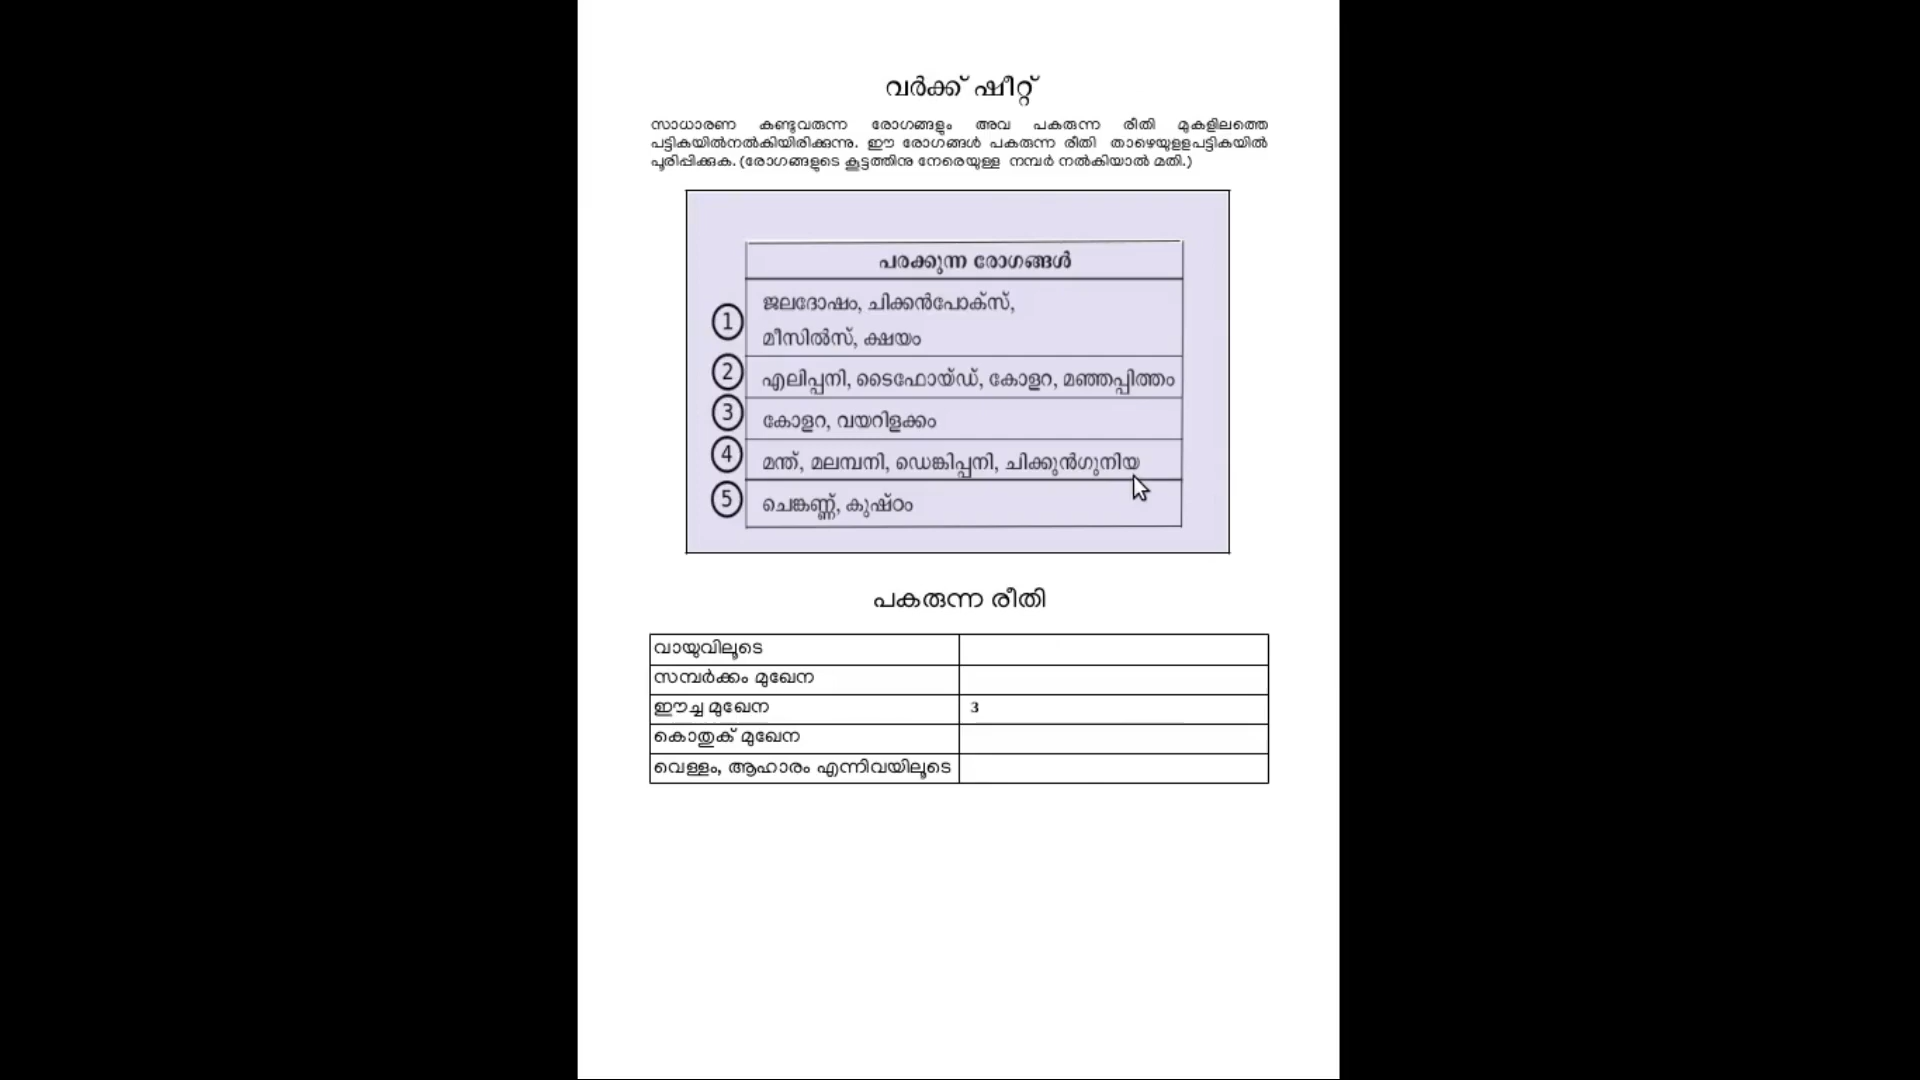 വർക്ക് ഷീറ്റ്
സാധാരണ കണ്ടുവരുന്ന രോഗങ്ങളും അവ പകരുന്ന രീതി മുകളിലത്തെ
പട്ടികയിൽനൽകിയിരിക്കുന്നു. ഈ രോഗങ്ങൾ പകരുന്ന രീതി താഴെയുളളപട്ടികയിൽ
പൂരിപ്പിക്കുക. (രോഗങ്ങളുടെ കൂട്ടത്തിനു നേരെയുള്ള നമ്പർ നൽകിയാൽ മതി.)
പരക്കുന്ന രോഗങ്ങൾ
1 ജലദോഷം, ചിക്കൻപോക്സ്,
മീസിൽസ്, ക്ഷയം
2 എലിപ്പനി, ടൈഫോയ്ഡ്, കോളറ, മഞ്ഞപ്പിത്തം
3 കോളറ, വയറിളക്കം
4 മന്ത്, മലമ്പനി, ഡെങ്കിപ്പനി, ചിക്കുൻഗുനിയ
5 ചെങ്കണ്ണ്, കുഷ്ഠം
പകരുന്ന രീതി
വായുവിലൂടെ
സമ്പർക്കം മുഖേന
ഈച്ച മുഖേന 3
കൊതുക് മുഖേന
വെള്ളം, ആഹാരം എന്നിവയിലൂടെ